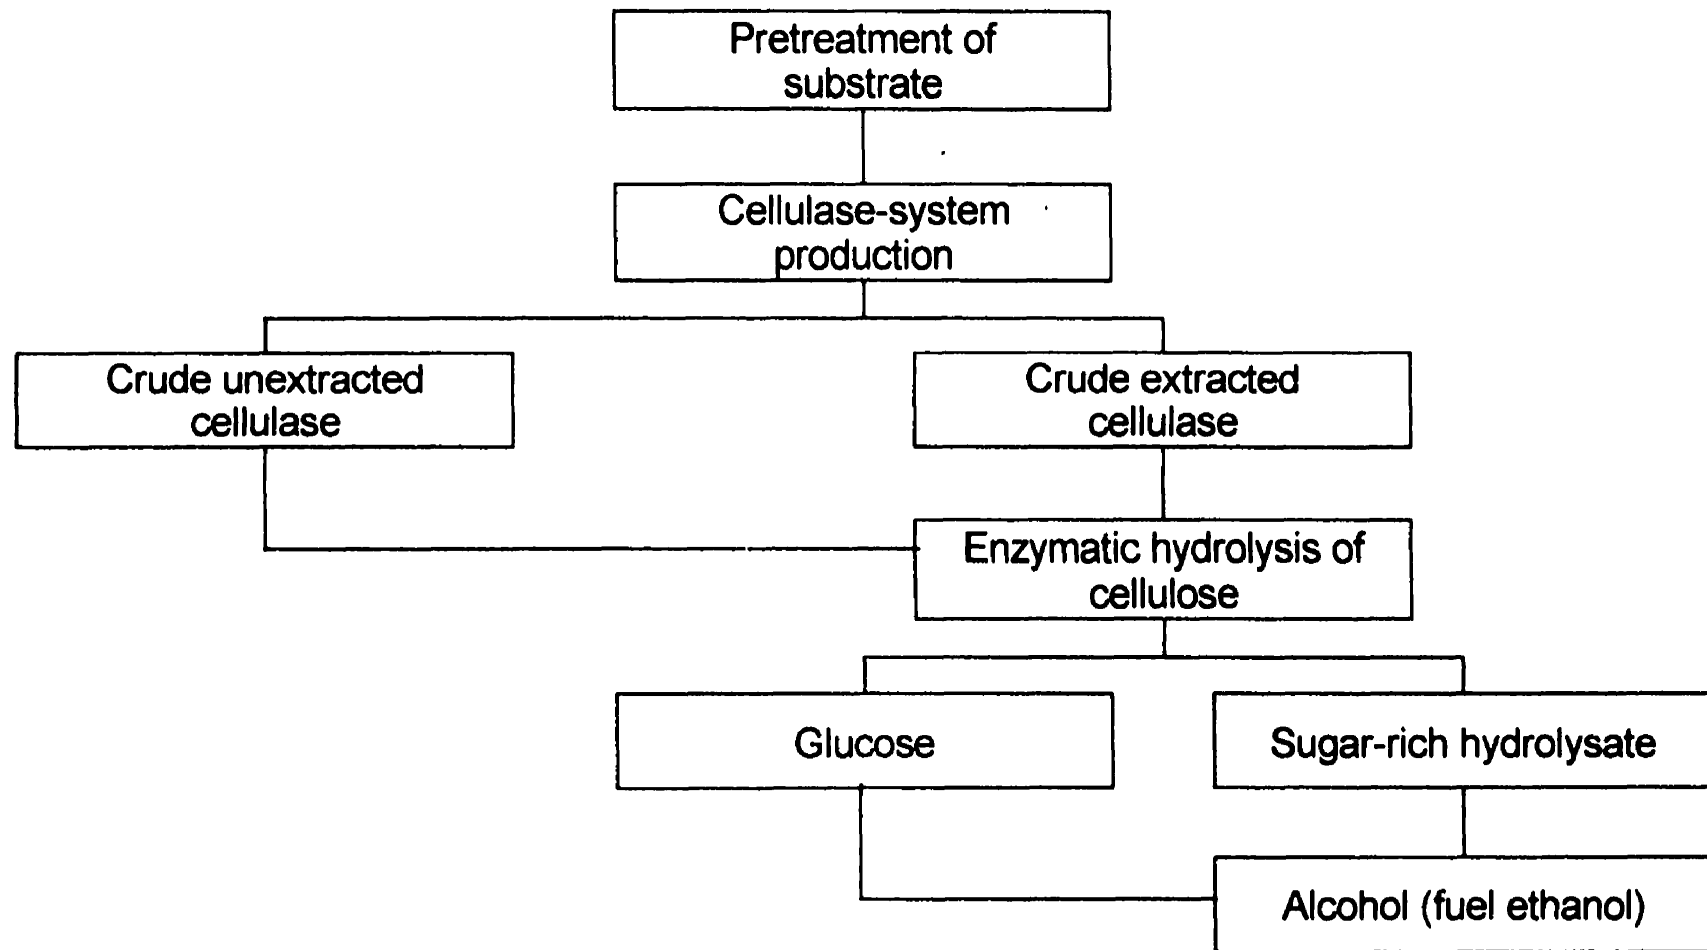 Pretreatment of
substrate
Cellulase-system
production
Crude unextracted
cellulase
Crude extracted
cellulase
Enzymatic hydrolysis of
cellulose
Glucose
Sugar-rich hydrolysate
Alcohol (fuel ethanol)